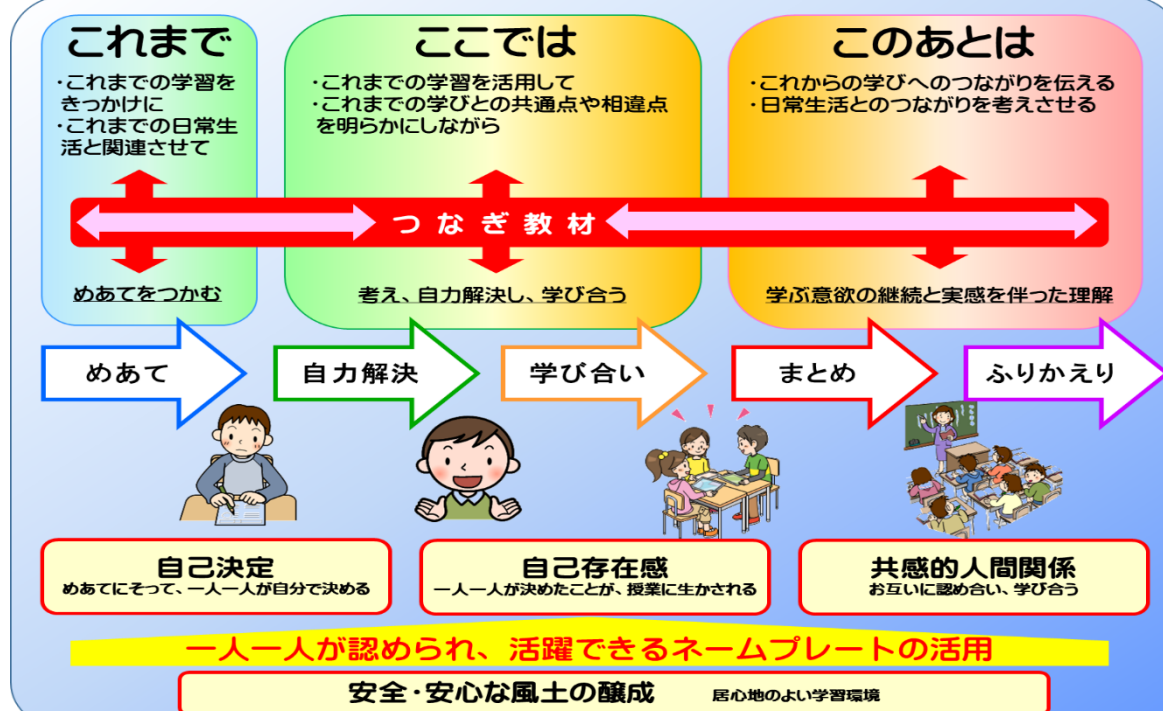 これまで
・これまでの学習を
きっかけに
・これまでの日常生
活と関連させて
ここでは
・これまでの学習を活用して
・これまでの学びとの共通点や相違点
を明らかにしながら
このあとは
・これからの学びへのつながりを伝える
・日常生活とのつながりを考えさせる
つなぎ教材
めあてをつかむ
考え、自力解決し、学び合う
学ぶ意欲の継続と実感を伴った理解
めあて
自力解決
学び合い
まとめ
ふりかえり
自己決定
めあてにそって、一人一人が自分で決める
自己存在感
一人一人が決めたことが、授業に生かされる
共感的人間関係
お互いに認め合い、学び合う
一人一人が認められ、活躍できるネームプレートの活用
安全・安心な風土の醸成 居心地のよい学習環境